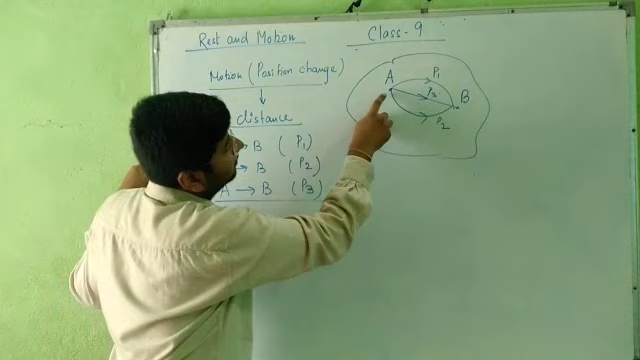 Rest and Motion
Class - 9
Motion (Position change)
↓
distance
→ B (P1)
→ B (P2)
A → B (P3)
A
P1
P3
B
P2